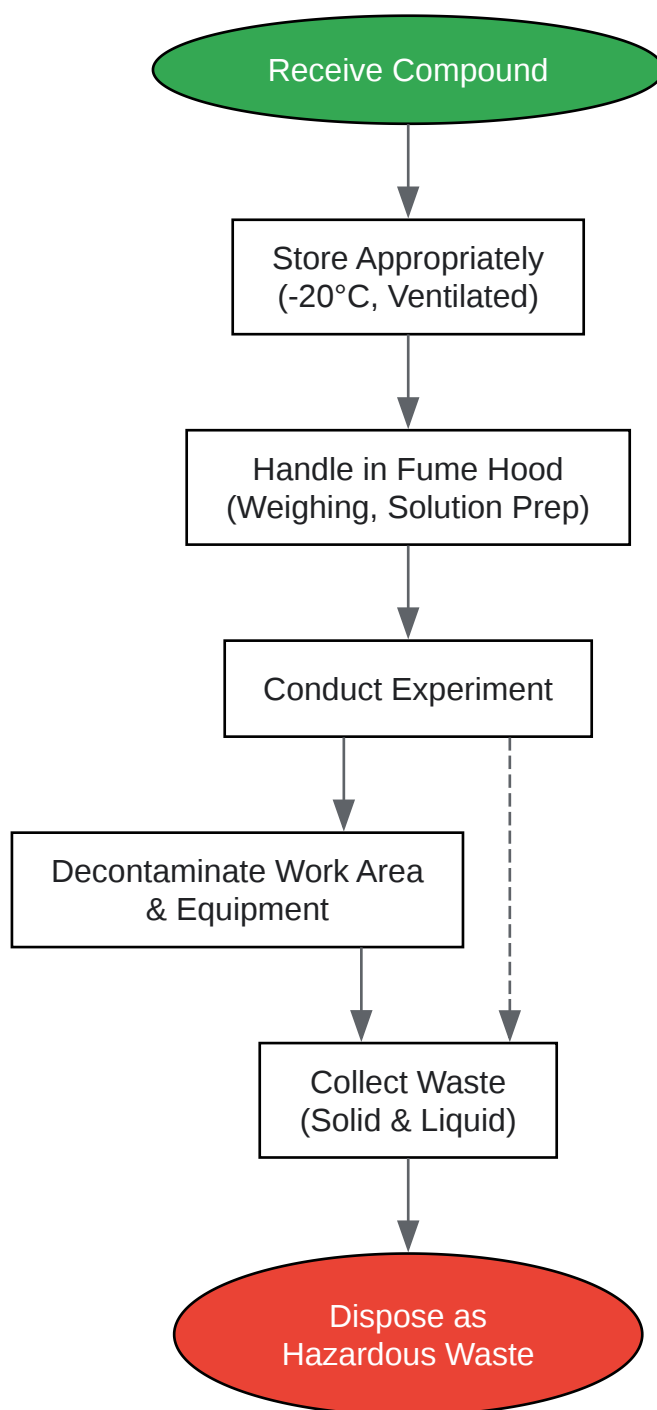 Receive Compound
Store Appropriately
(-20°C, Ventilated)
Handle in Fume Hood
(Weighing, Solution Prep)
Conduct Experiment
Decontaminate Work Area
& Equipment
Collect Waste
(Solid & Liquid)
Dispose as
Hazardous Waste